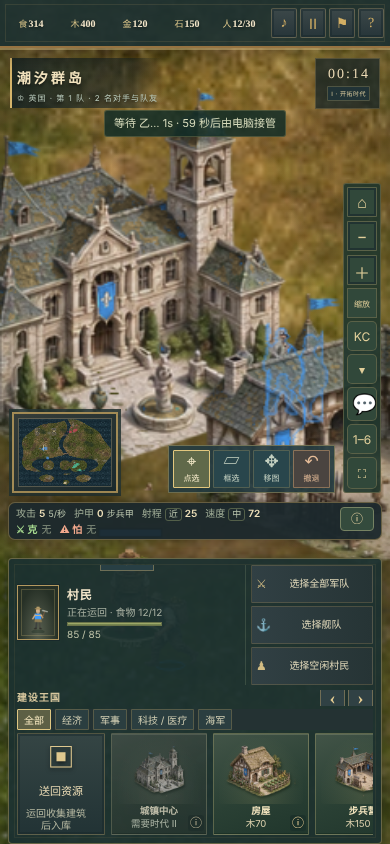 食314 木400 金120 石150 人12/30 ♪ II ⚑ ?
潮汐群岛
♔ 英国 · 第 1 队 · 2 名对手与队友
00:14
I · 开拓时代
等待 乙... 1s · 59 秒后由电脑接管
缩放
KC
1–6
点选 框选 移图 撤退
攻击 5 5/秒 护甲 0 步兵甲 射程 近 25 速度 中 72
克 无 怕 无
村民
正在运回 · 食物 12/12
85 / 85
选择全部军队
选择舰队
选择空闲村民
建设王国
全部 经济 军事 科技 / 医疗 海军
送回资源
运回收集建筑后入库
城镇中心
需要时代 II
房屋
木70
木150